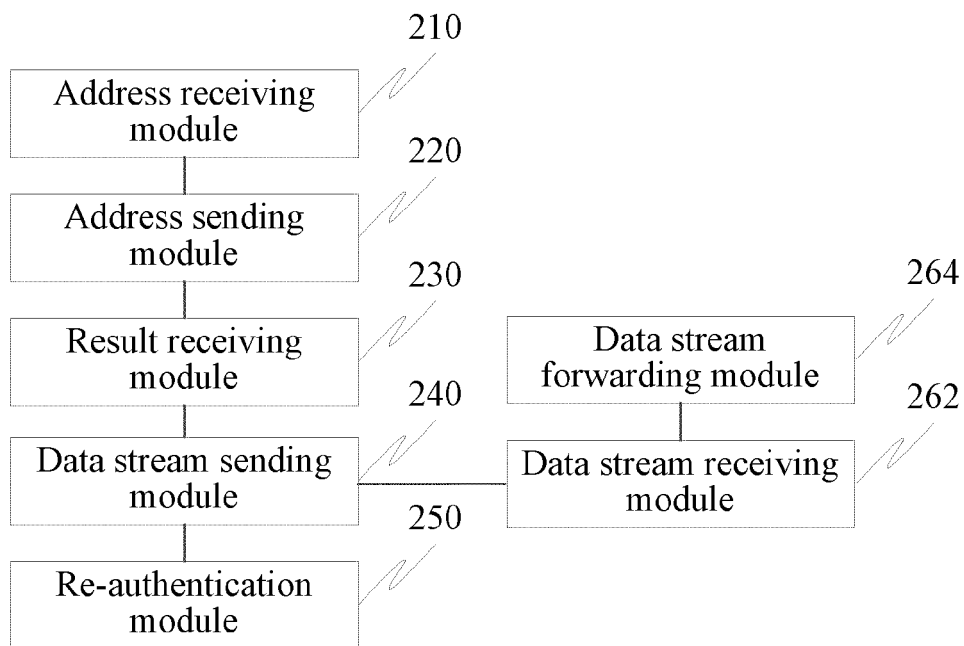 210
Address receiving
module
220
Address sending
module
230
Result receiving
module
264
Data stream
forwarding module
240
Data stream sending
module
262
Data stream receiving
module
250
Re-authentication
module